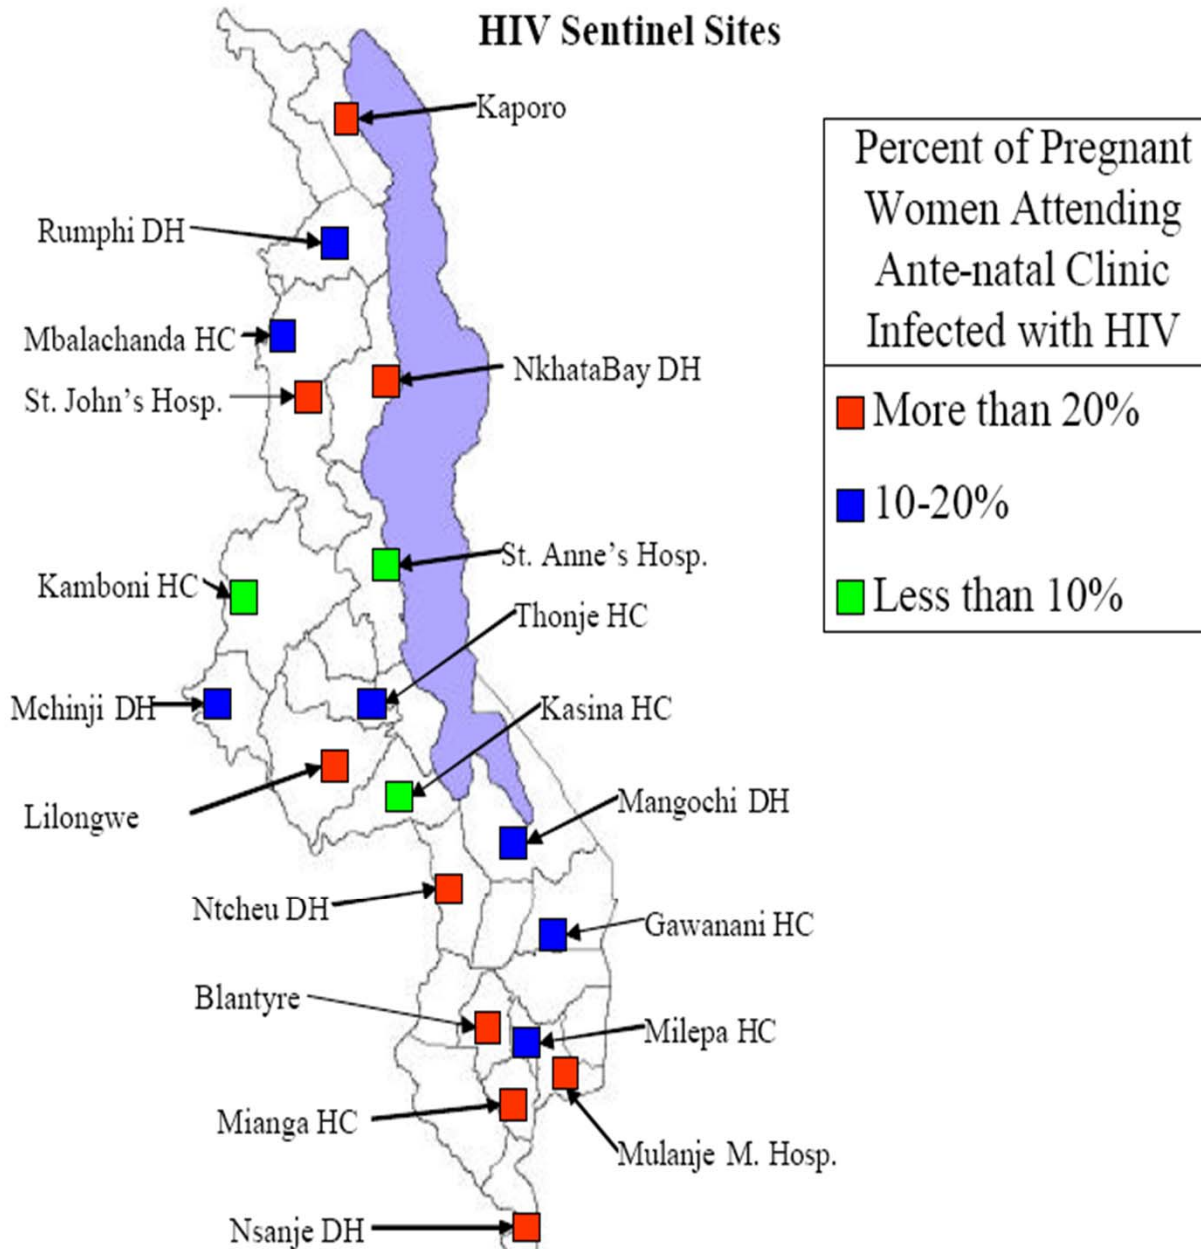 HIV Sentinel Sites
Kaporo
Rumphi DH
Mbalachanda HC
NkhataBay DH
St. John's Hosp.
St. Anne's Hosp.
Kamboni HC
Thonje HC
Mchinji DH
Kasina HC
Lilongwe
Mangochi DH
Ntcheu DH
Gawanani HC
Blantyre
Milepa HC
Mianga HC
Mulanje M. Hosp.
Nsanje DH
Percent of Pregnant
Women Attending
Ante-natal Clinic
Infected with HIV
More than 20%
10-20%
Less than 10%